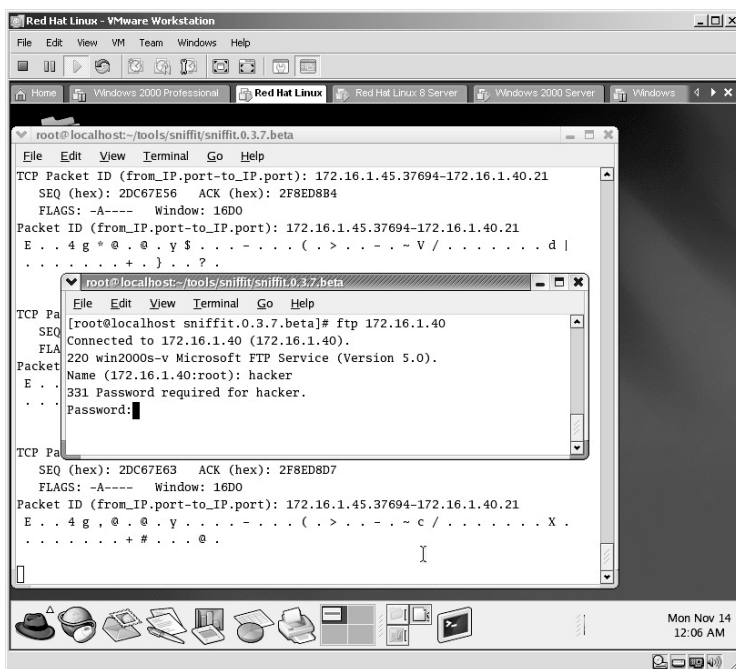 Red Hat Linux - VMware Workstation
File Edit View VM Team Windows Help
Home Windows 2000 Professional Red Hat Linux Red Hat Linux 8 Server Windows 2000 Server Windows
root@localhost:~/tools/sniffit/sniffit.0.3.7.beta
File Edit View Terminal Go Help
TCP Packet ID (from_IP.port-to_IP.port): 172.16.1.45.37694-172.16.1.40.21
SEQ (hex): 2DC67E56 ACK (hex): 2F8ED8B4
FLAGS: -A---- Window: 16D0
Packet ID (from_IP.port-to_IP.port): 172.16.1.45.37694-172.16.1.40.21
E . . 4 g * @ . @ . y $ . . . - . . . ( . > . . - . ~ V / . . . . . . . d |
. . . . . . . + . } . . ? .
TCP Pa
SEQ
FLA
Packet
E . .
. . .
TCP Pa
root@localhost:~/tools/sniffit/sniffit.0.3.7.beta
File Edit View Terminal Go Help
[root@localhost sniffit.0.3.7.beta]# ftp 172.16.1.40
Connected to 172.16.1.40 (172.16.1.40).
220 win2000s-v Microsoft FTP Service (Version 5.0).
Name (172.16.1.40:root): hacker
331 Password required for hacker.
Password:
SEQ (hex): 2DC67E63 ACK (hex): 2F8ED8D7
FLAGS: -A---- Window: 16D0
Packet ID (from_IP.port-to_IP.port): 172.16.1.45.37694-172.16.1.40.21
E . . 4 g , @ . @ . y . . . . - . . . ( . > . . - . ~ c / . . . . . . . X .
. . . . . . . + # . . . @ .
Mon Nov 14
12:06 AM